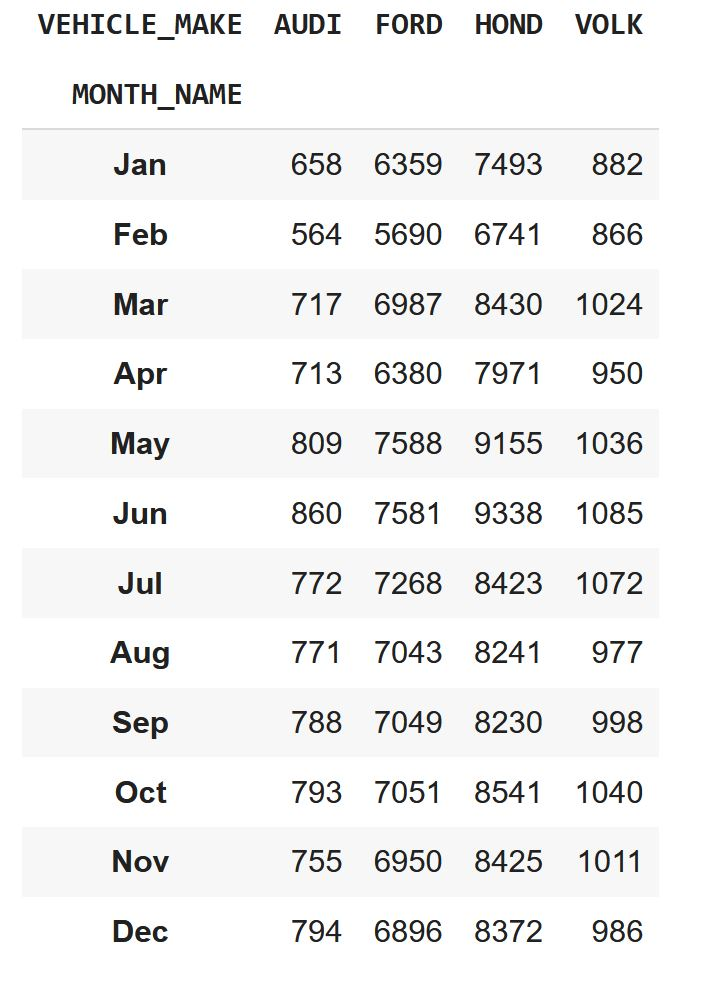 VEHICLE_MAKE AUDI FORD HOND VOLK
MONTH_NAME
Jan 658 6359 7493 882
Feb 564 5690 6741 866
Mar 717 6987 8430 1024
Apr 713 6380 7971 950
May 809 7588 9155 1036
Jun 860 7581 9338 1085
Jul 772 7268 8423 1072
Aug 771 7043 8241 977
Sep 788 7049 8230 998
Oct 793 7051 8541 1040
Nov 755 6950 8425 1011
Dec 794 6896 8372 986